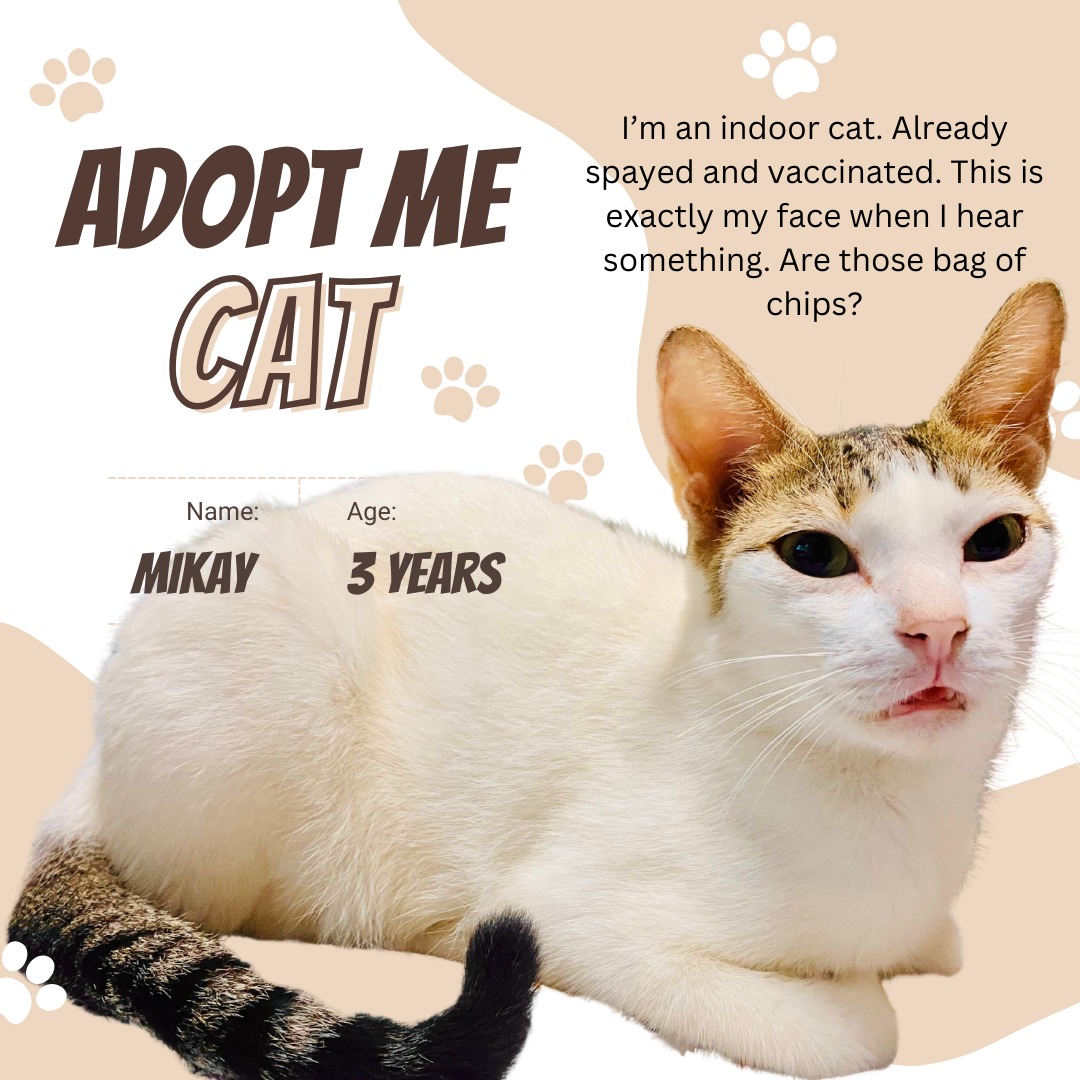 ADOPT ME
CAT
I’m an indoor cat. Already
spayed and vaccinated. This is
exactly my face when I hear
something. Are those bag of
chips?
Name:
MIKAY
Age:
3 YEARS